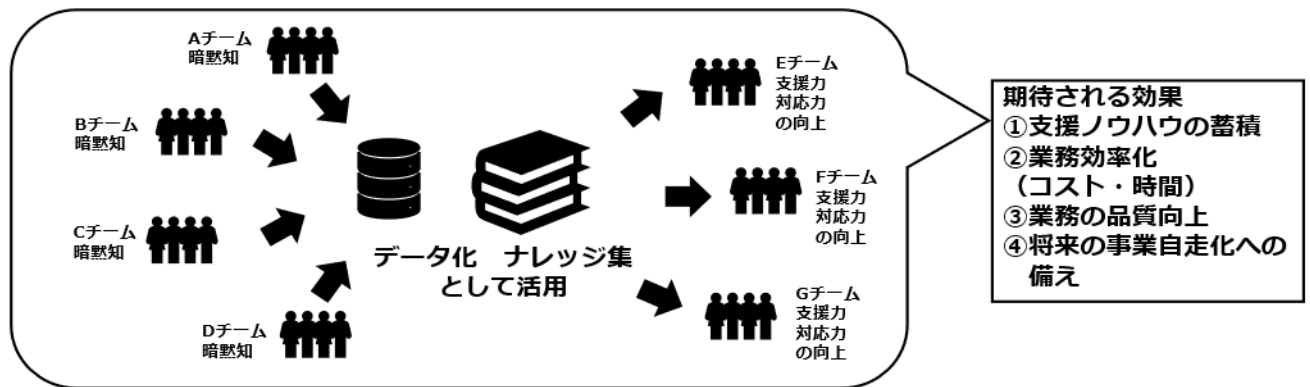 Aチーム
暗黙知
Bチーム
暗黙知
Cチーム
暗黙知
Dチーム
暗黙知
データ化　ナレッジ集
として活用
Eチーム
支援力
対応力
の向上
Fチーム
支援力
対応力
の向上
Gチーム
支援力
対応力
の向上
期待される効果
①支援ノウハウの蓄積
②業務効率化
（コスト・時間）
③業務の品質向上
④将来の事業自走化への
備え